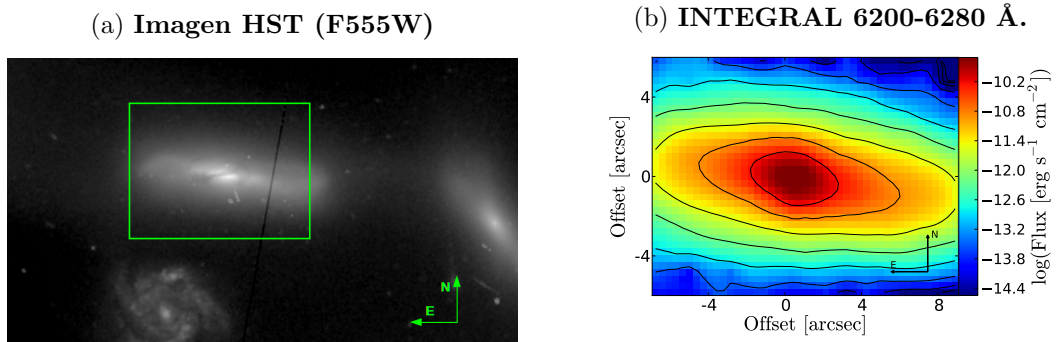 (a) Imagen HST (F555W)
N
E
(b) INTEGRAL 6200-6280 Å.
4
0
-4
-4
0
4
8
Offset [arcsec]
Offset [arcsec]
N
E
−10.2
−10.8
−11.4
−12.0
−12.6
−13.2
−13.8
−14.4
log(Flux [erg s⁻¹ cm⁻²])